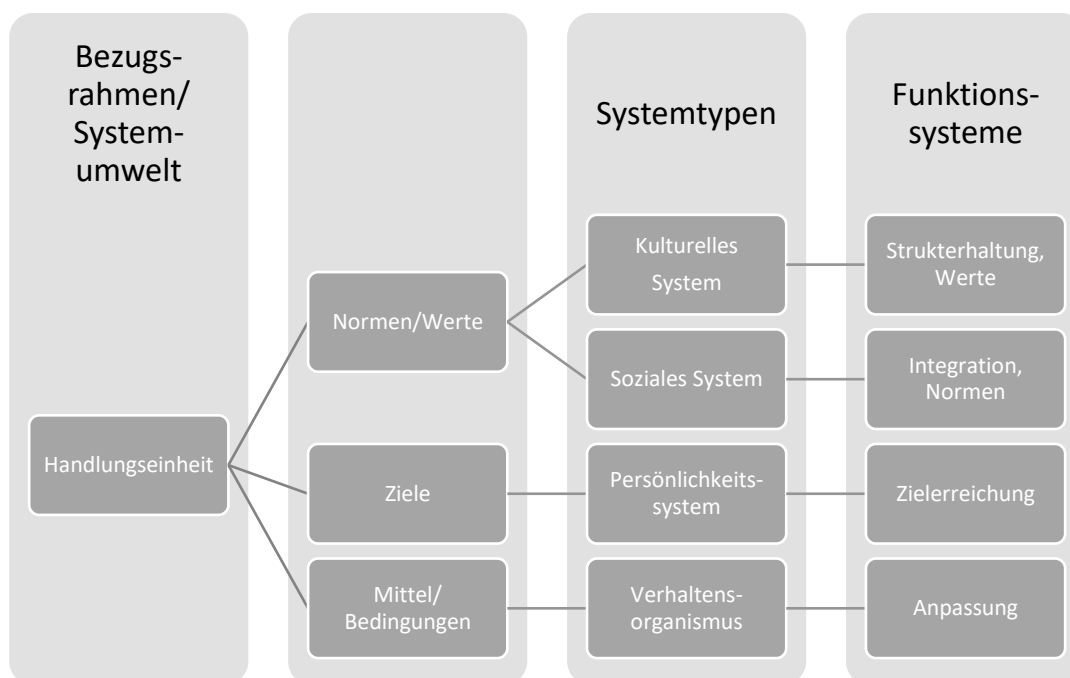 Bezugs-
rahmen/
System-
umwelt
Systemtypen
Funktions-
systeme
Handlungseinheit
Normen/Werte
Ziele
Mittel/
Bedingungen
Kulturelles
System
Soziales System
Persönlichkeits-
system
Verhaltens-
organismus
Strukterhaltung,
Werte
Integration,
Normen
Zielerreichung
Anpassung